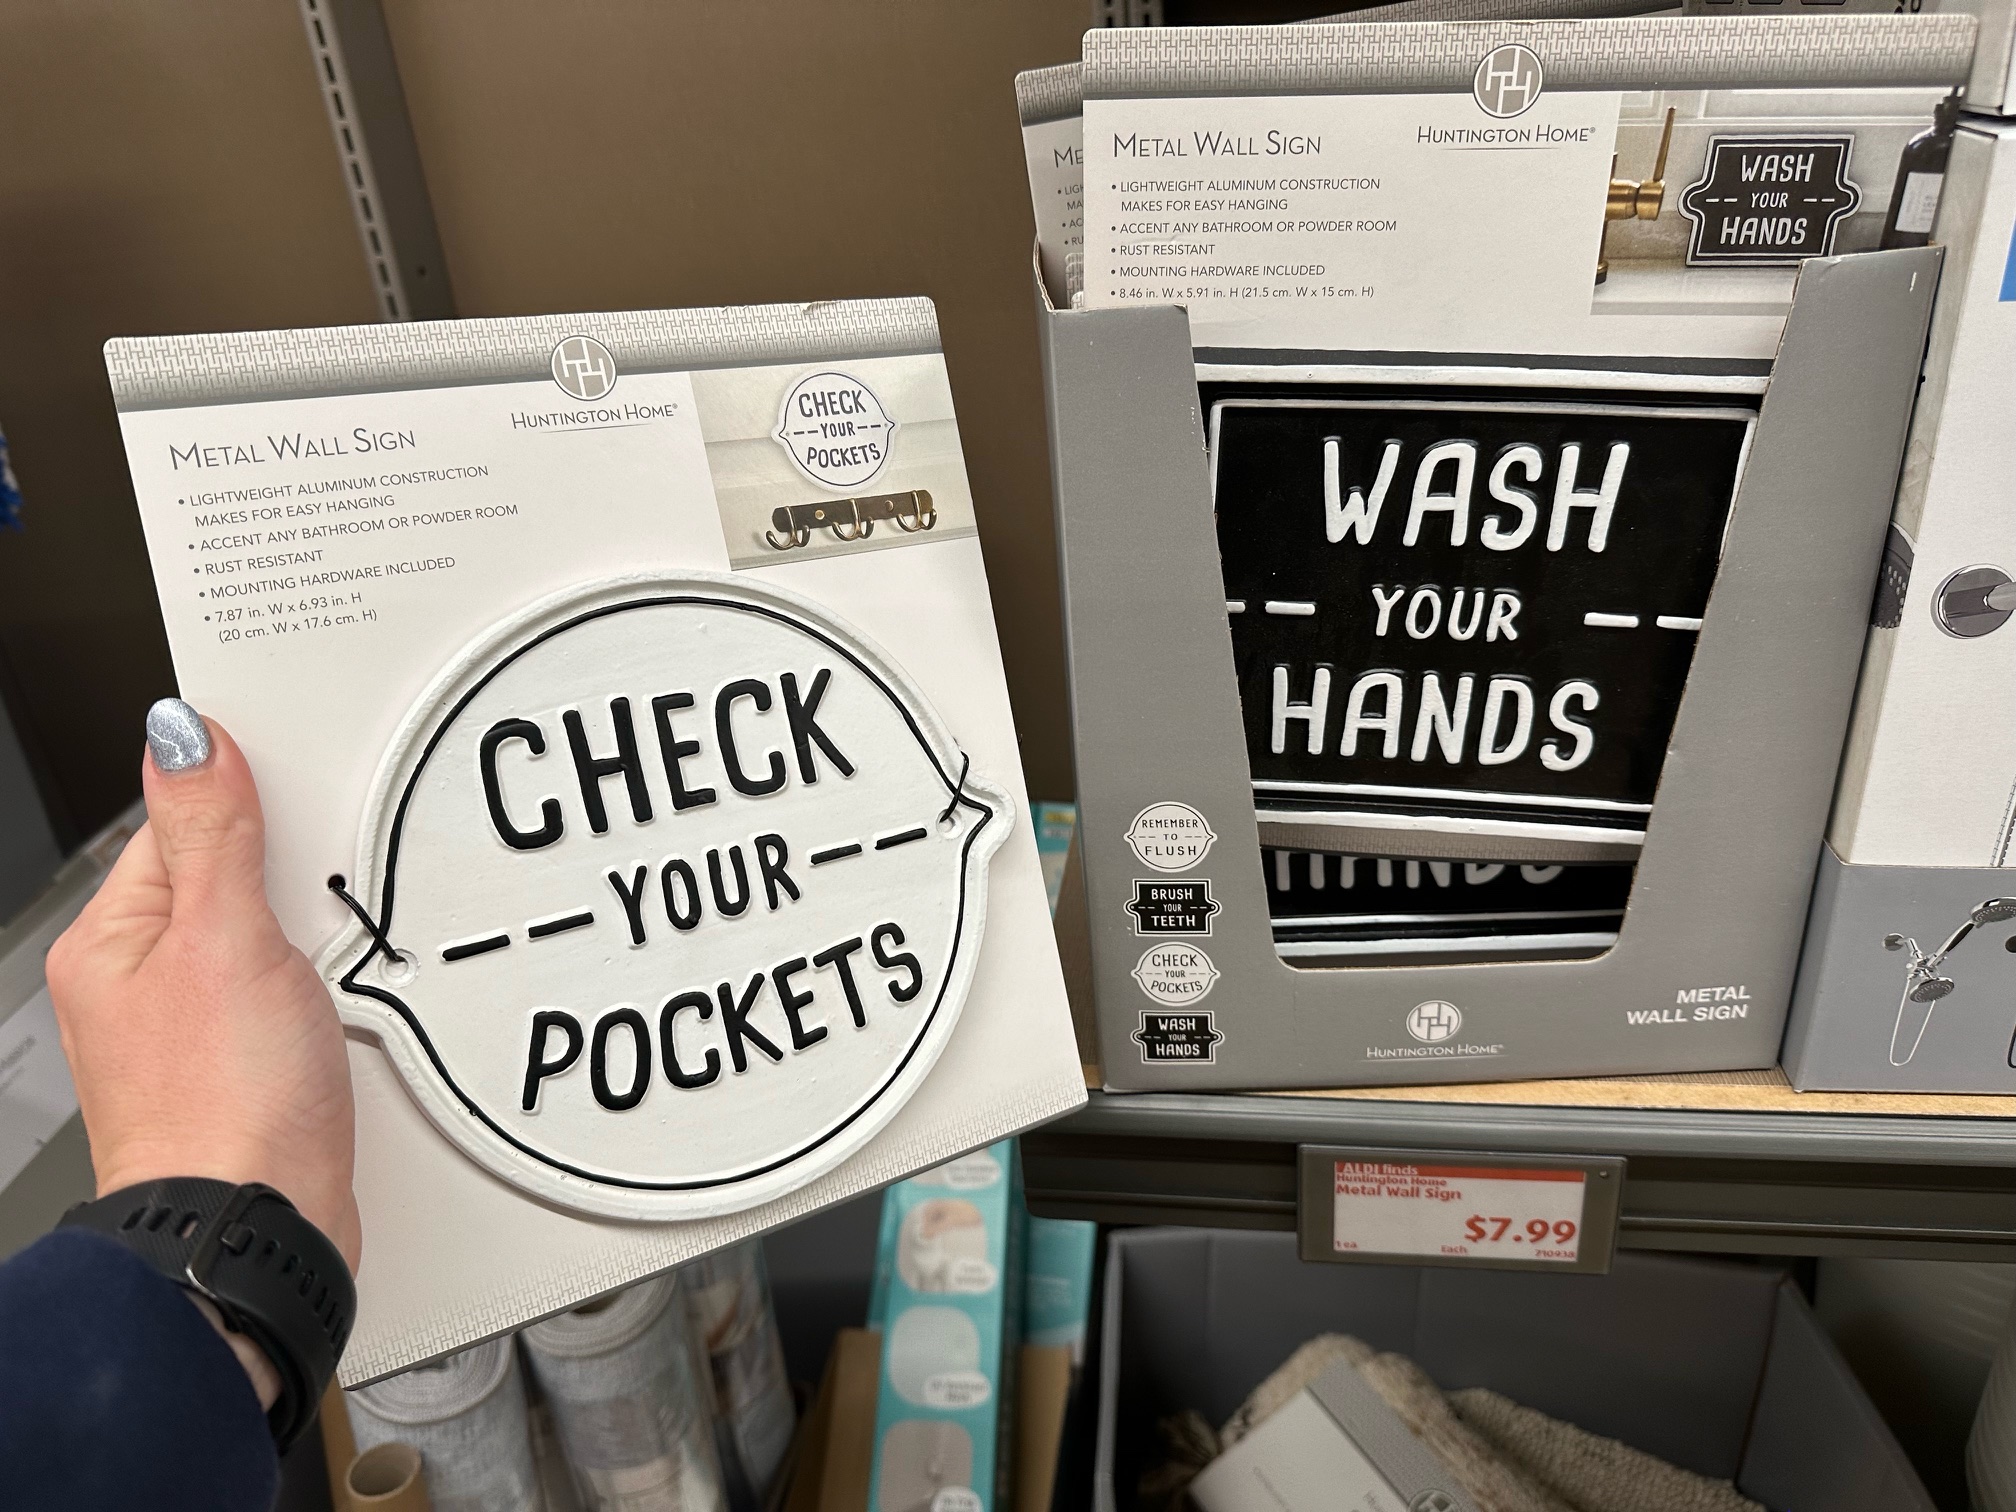 METAL WALL SIGN
HUNTINGTON HOME®
• LIGHTWEIGHT ALUMINUM CONSTRUCTION
MAKES FOR EASY HANGING
• ACCENT ANY BATHROOM OR POWDER ROOM
• RUST RESISTANT
• MOUNTING HARDWARE INCLUDED
• 7.87 in. W x 6.93 in. H
(20 cm. W x 17.6 cm. H)
CHECK
YOUR
POCKETS
CHECK
YOUR
POCKETS
METAL WALL SIGN
HUNTINGTON HOME®
• LIGHTWEIGHT ALUMINUM CONSTRUCTION
MAKES FOR EASY HANGING
• ACCENT ANY BATHROOM OR POWDER ROOM
• RUST RESISTANT
• MOUNTING HARDWARE INCLUDED
• 8.46 in. W x 5.91 in. H (21.5 cm. W x 15 cm. H)
WASH
YOUR
HANDS
WASH
YOUR
HANDS
HANDS
REMEMBER
TO
FLUSH
BRUSH
YOUR
TEETH
CHECK
YOUR
POCKETS
WASH
YOUR
HANDS
HUNTINGTON HOME®
METAL
WALL SIGN
ALDI finds
Huntington Home
Metal Wall Sign
$7.99
1 ea
Each